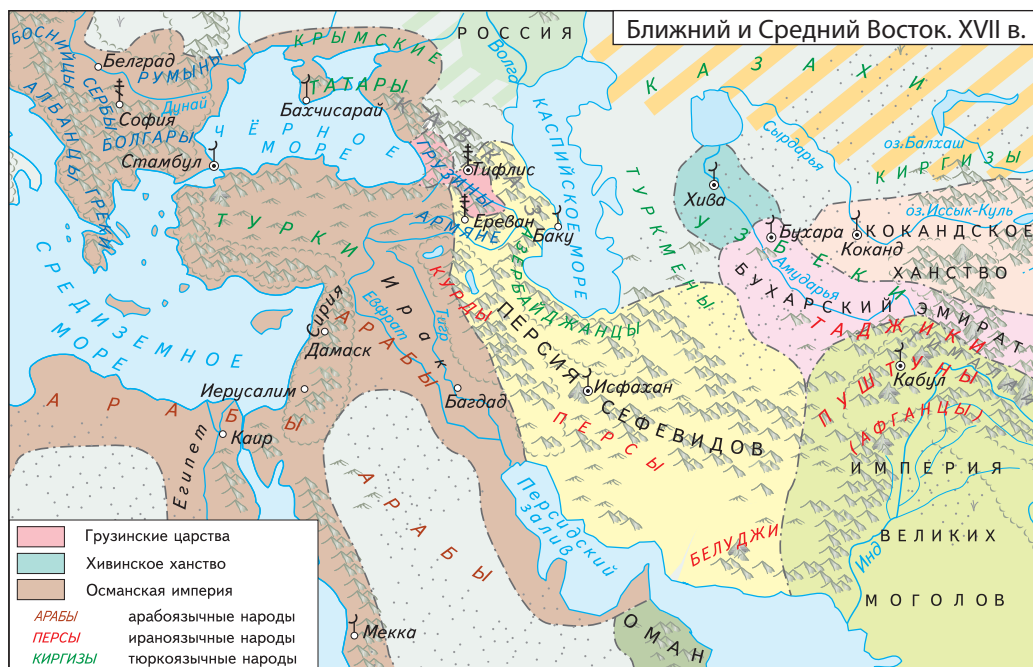 Ближний и Средний Восток. XVII в.
РОССИЯ
Волга
КРЫМСКИЕ
ТАТАРЫ
Бахчисарай
БОСНИЙЦЫ
Белград
РУМЫНЫ
СЕРБЫ
АЛБАНЦЫ
Дунай
София
БОЛГАРЫ
ГРЕКИ
Стамбул
ЧЁРНОЕ
МОРЕ
КАВКАЗ
ГРУЗИНЫ
Тифлис
Ереван
АРМЯНЕ
Баку
КАСПИЙСКОЕ МОРЕ
АЗЕРБАЙДЖАНЦЫ
КАЗАХИ
Сырдарья
оз.Балхаш
КИРГИЗЫ
оз.Иссык-Куль
Хива
ТУРКМЕНЫ
УЗБЕКИ
Бухара
Коканд
КОКАНДСКОЕ
ХАНСТВО
Амударья
БУХАРСКИЙ ЭМИРАТ
ТАДЖИКИ
ТУРКИ
КУРДЫ
Ирак
Евфрат
Тигр
Сирия
АРАБЫ
Дамаск
СРЕДИЗЕМНОЕ
МОРЕ
Иерусалим
Багдад
АРАБЫ
Египет
Каир
АРАБЫ
Мекка
ПЕРСИЯ
СЕФЕВИДОВ
Исфахан
ПЕРСЫ
Персидский
залив
БЕЛУДЖИ
ОМАН
Кабул
ПУШТУНЫ
(АФГАНЦЫ)
ИМПЕРИЯ
ВЕЛИКИХ
МОГОЛОВ
Инд
Грузинские царства
Хивинское ханство
Османская империя
АРАБЫ арабоязычные народы
ПЕРСЫ ираноязычные народы
КИРГИЗЫ тюркоязычные народы